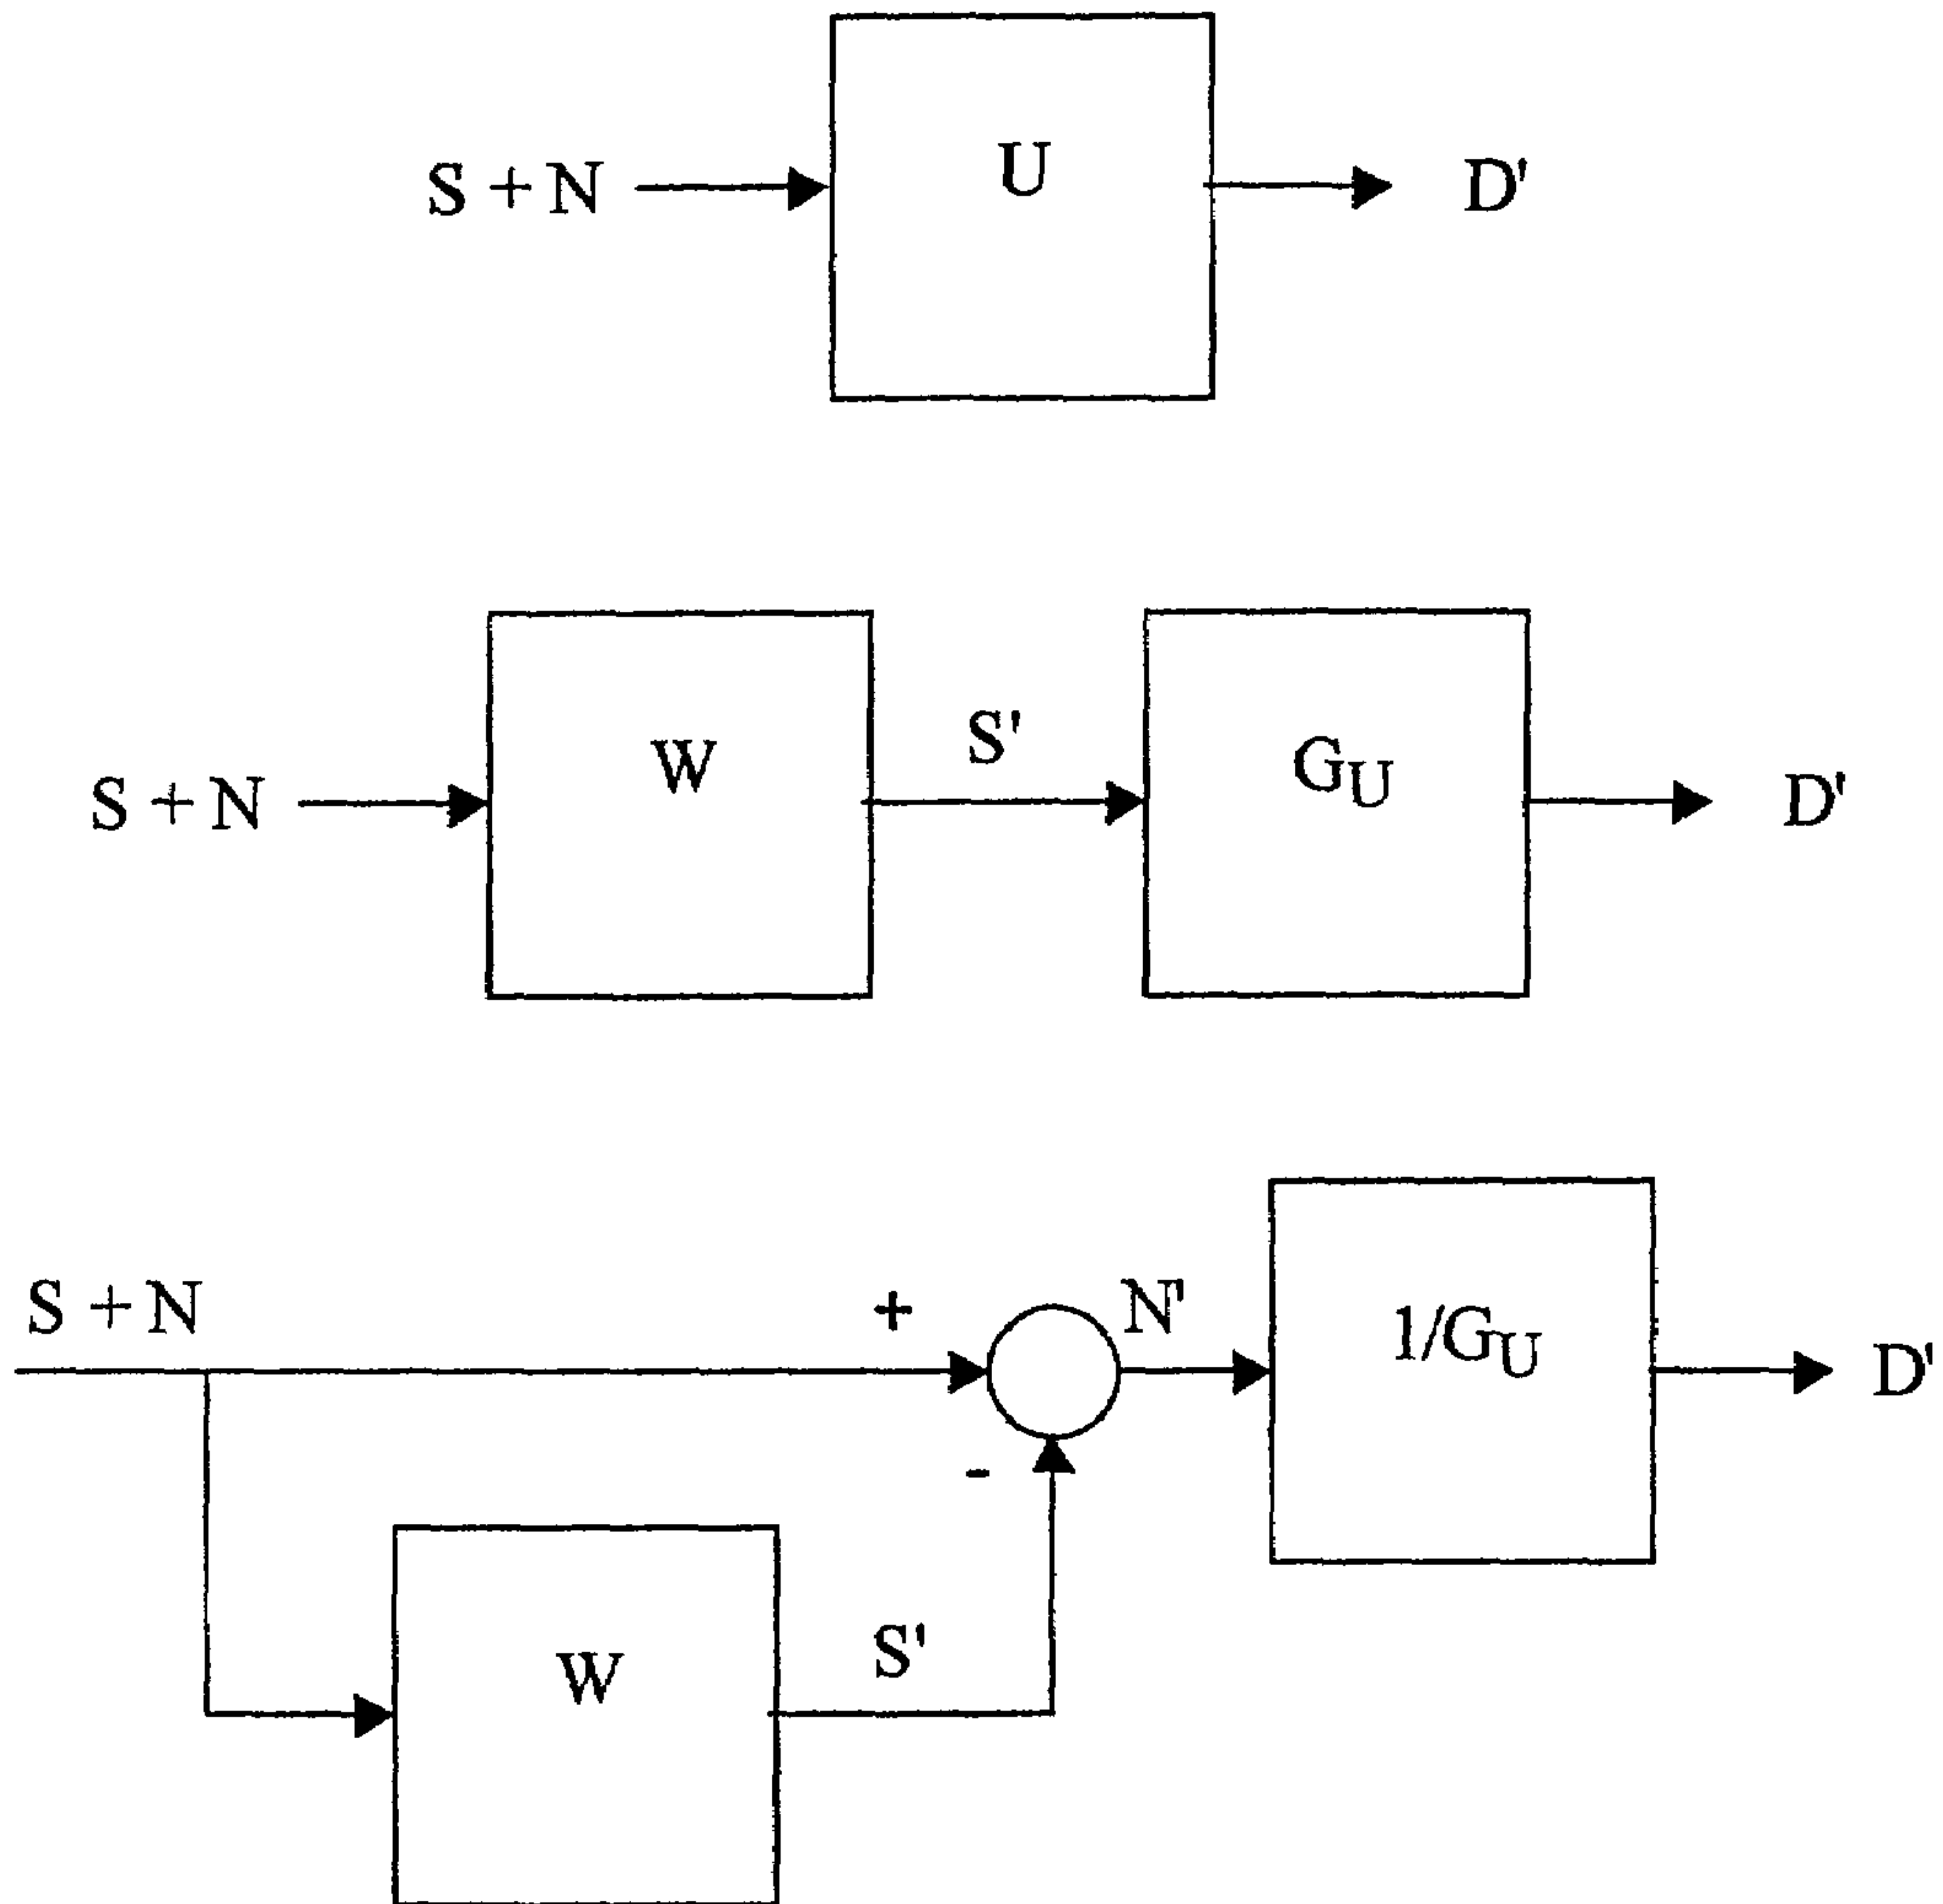 U
S + N
D'
W
S'
G_U
S + N
D'
S + N
+
N'
1/G_U
D'
-
W
S'